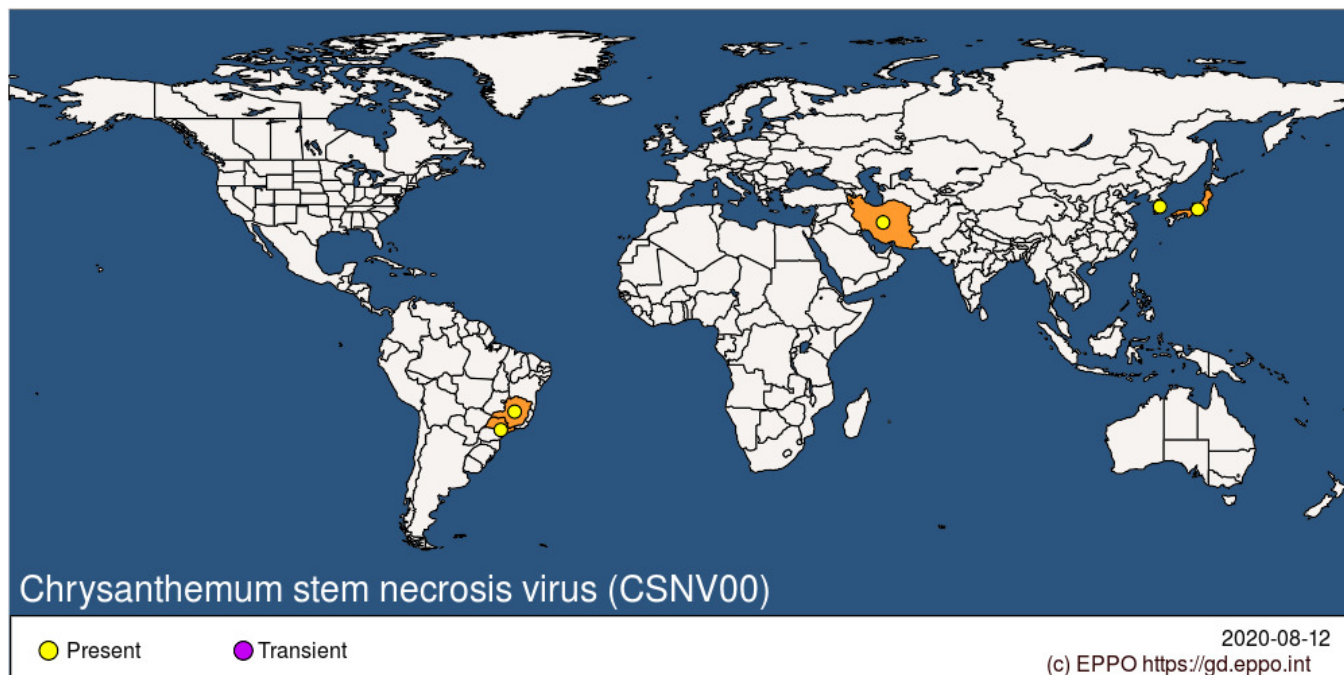 Chrysanthemum stem necrosis virus (CSNV00)
Present
Transient
2020-08-12
(c) EPPO https://gd.eppo.int